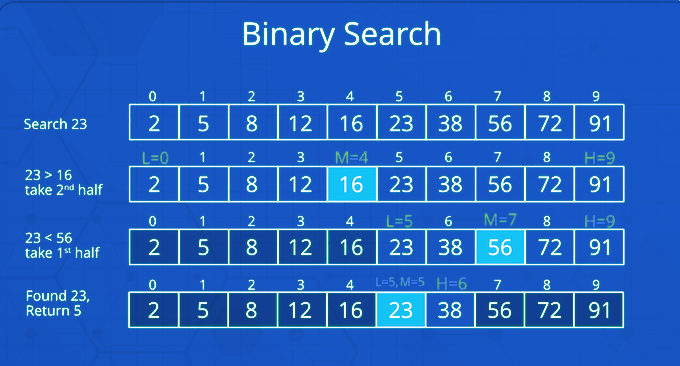 Binary Search
0 1 2 3 4 5 6 7 8 9
Search 23
2 5 8 12 16 23 38 56 72 91
L=0 1 2 3 M=4 5 6 7 8 H=9
23 > 16
take 2nd half
2 5 8 12 16 23 38 56 72 91
0 1 2 3 4 L=5 6 M=7 8 H=9
23 < 56
take 1st half
2 5 8 12 16 23 38 56 72 91
0 1 2 3 4 L=5, M=5 H=6 7 8 9
Found 23,
Return 5
2 5 8 12 16 23 38 56 72 91